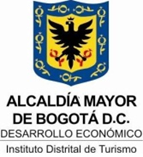 ALCALDÍA MAYOR
DE BOGOTÁ D.C.
DESARROLLO ECONÓMICO
Instituto Distrital de Turismo